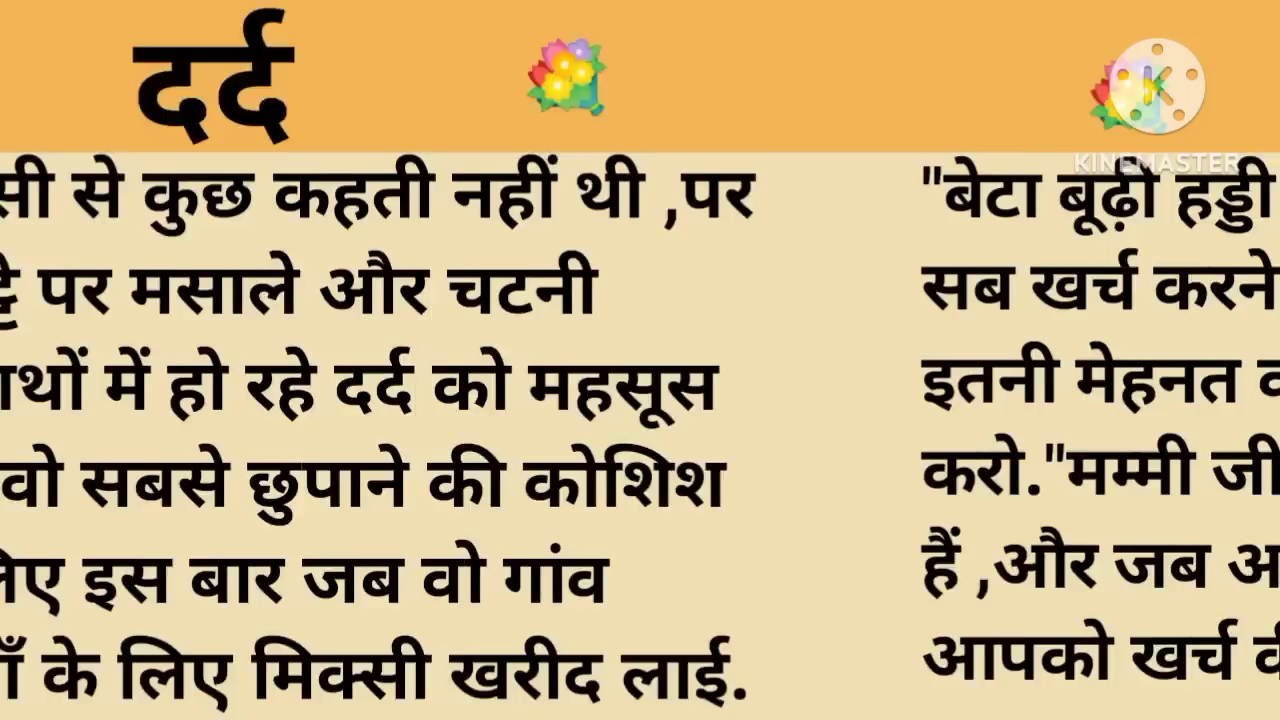 दर्द
से कुछ कहती नहीं थी ,पर
पर मसाले और चटनी
में हो रहे दर्द को महसूस
वो सबसे छुपाने की कोशिश
इस बार जब वो गांव
के लिए मिक्सी खरीद लाई.
"बेटा बूढ़ी हड्डी
सब खर्च करने
इतनी मेहनत
करो."मम्मी जी
हैं ,और जब
आपको खर्च
KINEMASTER